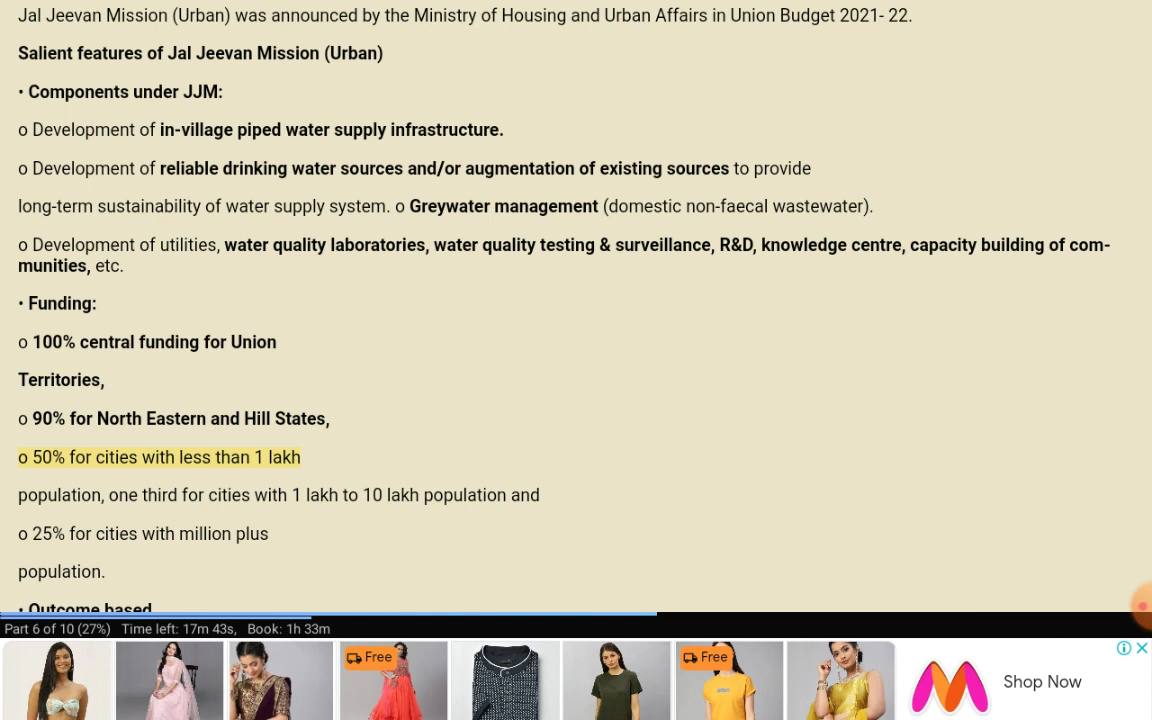 Jal Jeevan Mission (Urban) was announced by the Ministry of Housing and Urban Affairs in Union Budget 2021- 22.
Salient features of Jal Jeevan Mission (Urban)
• Components under JJM:
o Development of in-village piped water supply infrastructure.
o Development of reliable drinking water sources and/or augmentation of existing sources to provide
long-term sustainability of water supply system. o Greywater management (domestic non-faecal wastewater).
o Development of utilities, water quality laboratories, water quality testing & surveillance, R&D, knowledge centre, capacity building of com-
munities, etc.
• Funding:
o 100% central funding for Union
Territories,
o 90% for North Eastern and Hill States,
o 50% for cities with less than 1 lakh
population, one third for cities with 1 lakh to 10 lakh population and
o 25% for cities with million plus
population.
• Outcome based
Part 6 of 10 (27%) Time left: 17m 43s, Book: 1h 33m
Free
Free
Shop Now